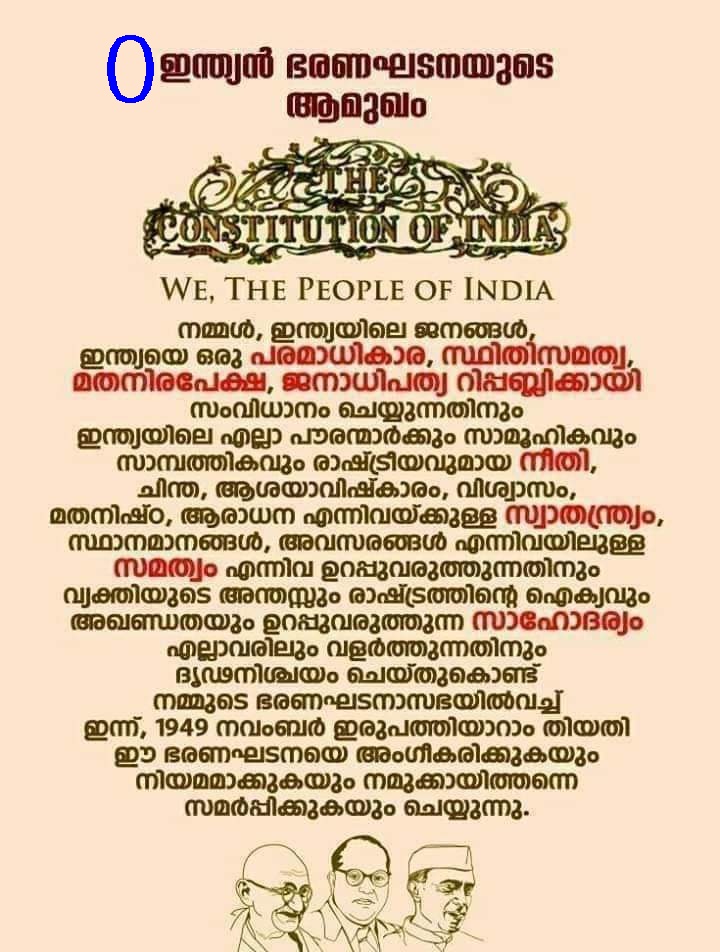 0 ഇന്ത്യൻ ഭരണഘടനയുടെ
ആമുഖം
THE
CONSTITUTION OF INDIA
WE, THE PEOPLE OF INDIA
നമ്മൾ, ഇന്ത്യയിലെ ജനങ്ങൾ,
ഇന്ത്യയെ ഒരു പരമാധികാര, സ്ഥിതിസമത്വ,
മതനിരപേക്ഷ, ജനാധിപത്യ റിപ്പബ്ലിക്കായി
സംവിധാനം ചെയ്യുന്നതിനും
ഇന്ത്യയിലെ എല്ലാ പൗരന്മാർക്കും സാമൂഹികവും
സാമ്പത്തികവും രാഷ്ട്രീയവുമായ നീതി,
ചിന്ത, ആശയാവിഷ്കാരം, വിശ്വാസം,
മതനിഷ്ഠ, ആരാധന എന്നിവയ്ക്കുള്ള സ്വാതന്ത്ര്യം,
സ്ഥാനമാനങ്ങൾ, അവസരങ്ങൾ എന്നിവയിലുള്ള
സമത്വം എന്നിവ ഉറപ്പുവരുത്തുന്നതിനും
വ്യക്തിയുടെ അന്തസ്സും രാഷ്ട്രത്തിന്റെ ഐക്യവും
അഖണ്ഡതയും ഉറപ്പുവരുത്തുന്ന സാഹോദര്യം
എല്ലാവരിലും വളർത്തുന്നതിനും
ദൃഢനിശ്ചയം ചെയ്തുകൊണ്ട്
നമ്മുടെ ഭരണഘടനാസഭയിൽവച്ച്
ഇന്ന്, 1949 നവംബർ ഇരുപത്തിയാറാം തിയതി
ഈ ഭരണഘടനയെ അംഗീകരിക്കുകയും
നിയമമാക്കുകയും നമുക്കായിത്തന്നെ
സമർപ്പിക്കുകയും ചെയ്യുന്നു.